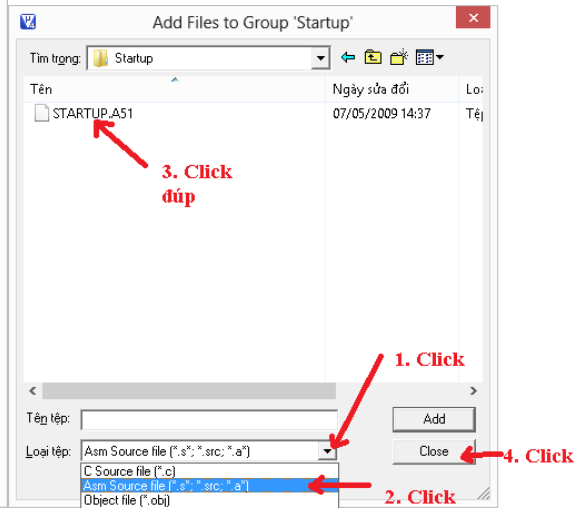 Add Files to Group 'Startup'
Tìm trong: Startup
Tên Ngày sửa đổi
STARTUP.A51 07/05/2009 14:37
3. Click
đúp
1. Click
Tên tệp: Add
Loại tệp: Asm Source file (*.s*; *.src; *.a*) Close
4. Click
C Source file (*.c)
Asm Source file (*.s*; *.src; *.a*)
2. Click
Object file (*.obj)